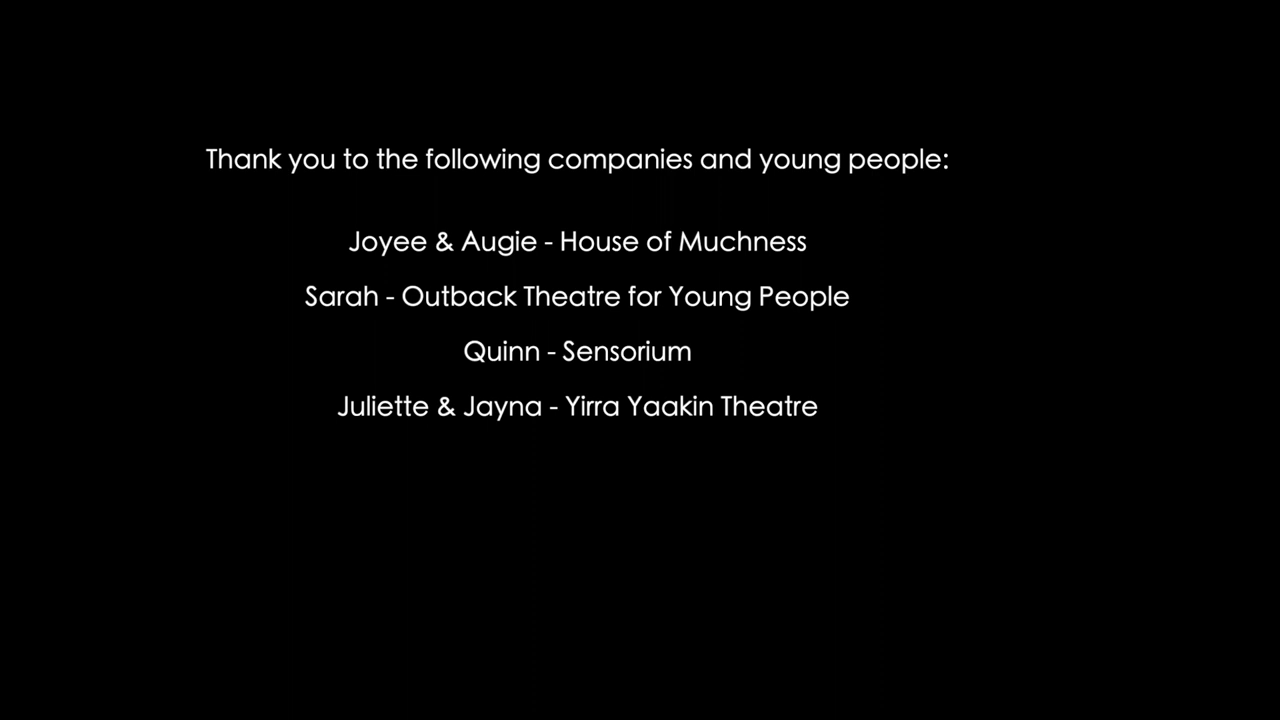 Thank you to the following companies and young people:
Joyee & Augie - House of Muchness
Sarah - Outback Theatre for Young People
Quinn - Sensorium
Juliette & Jayna - Yirra Yaakin Theatre